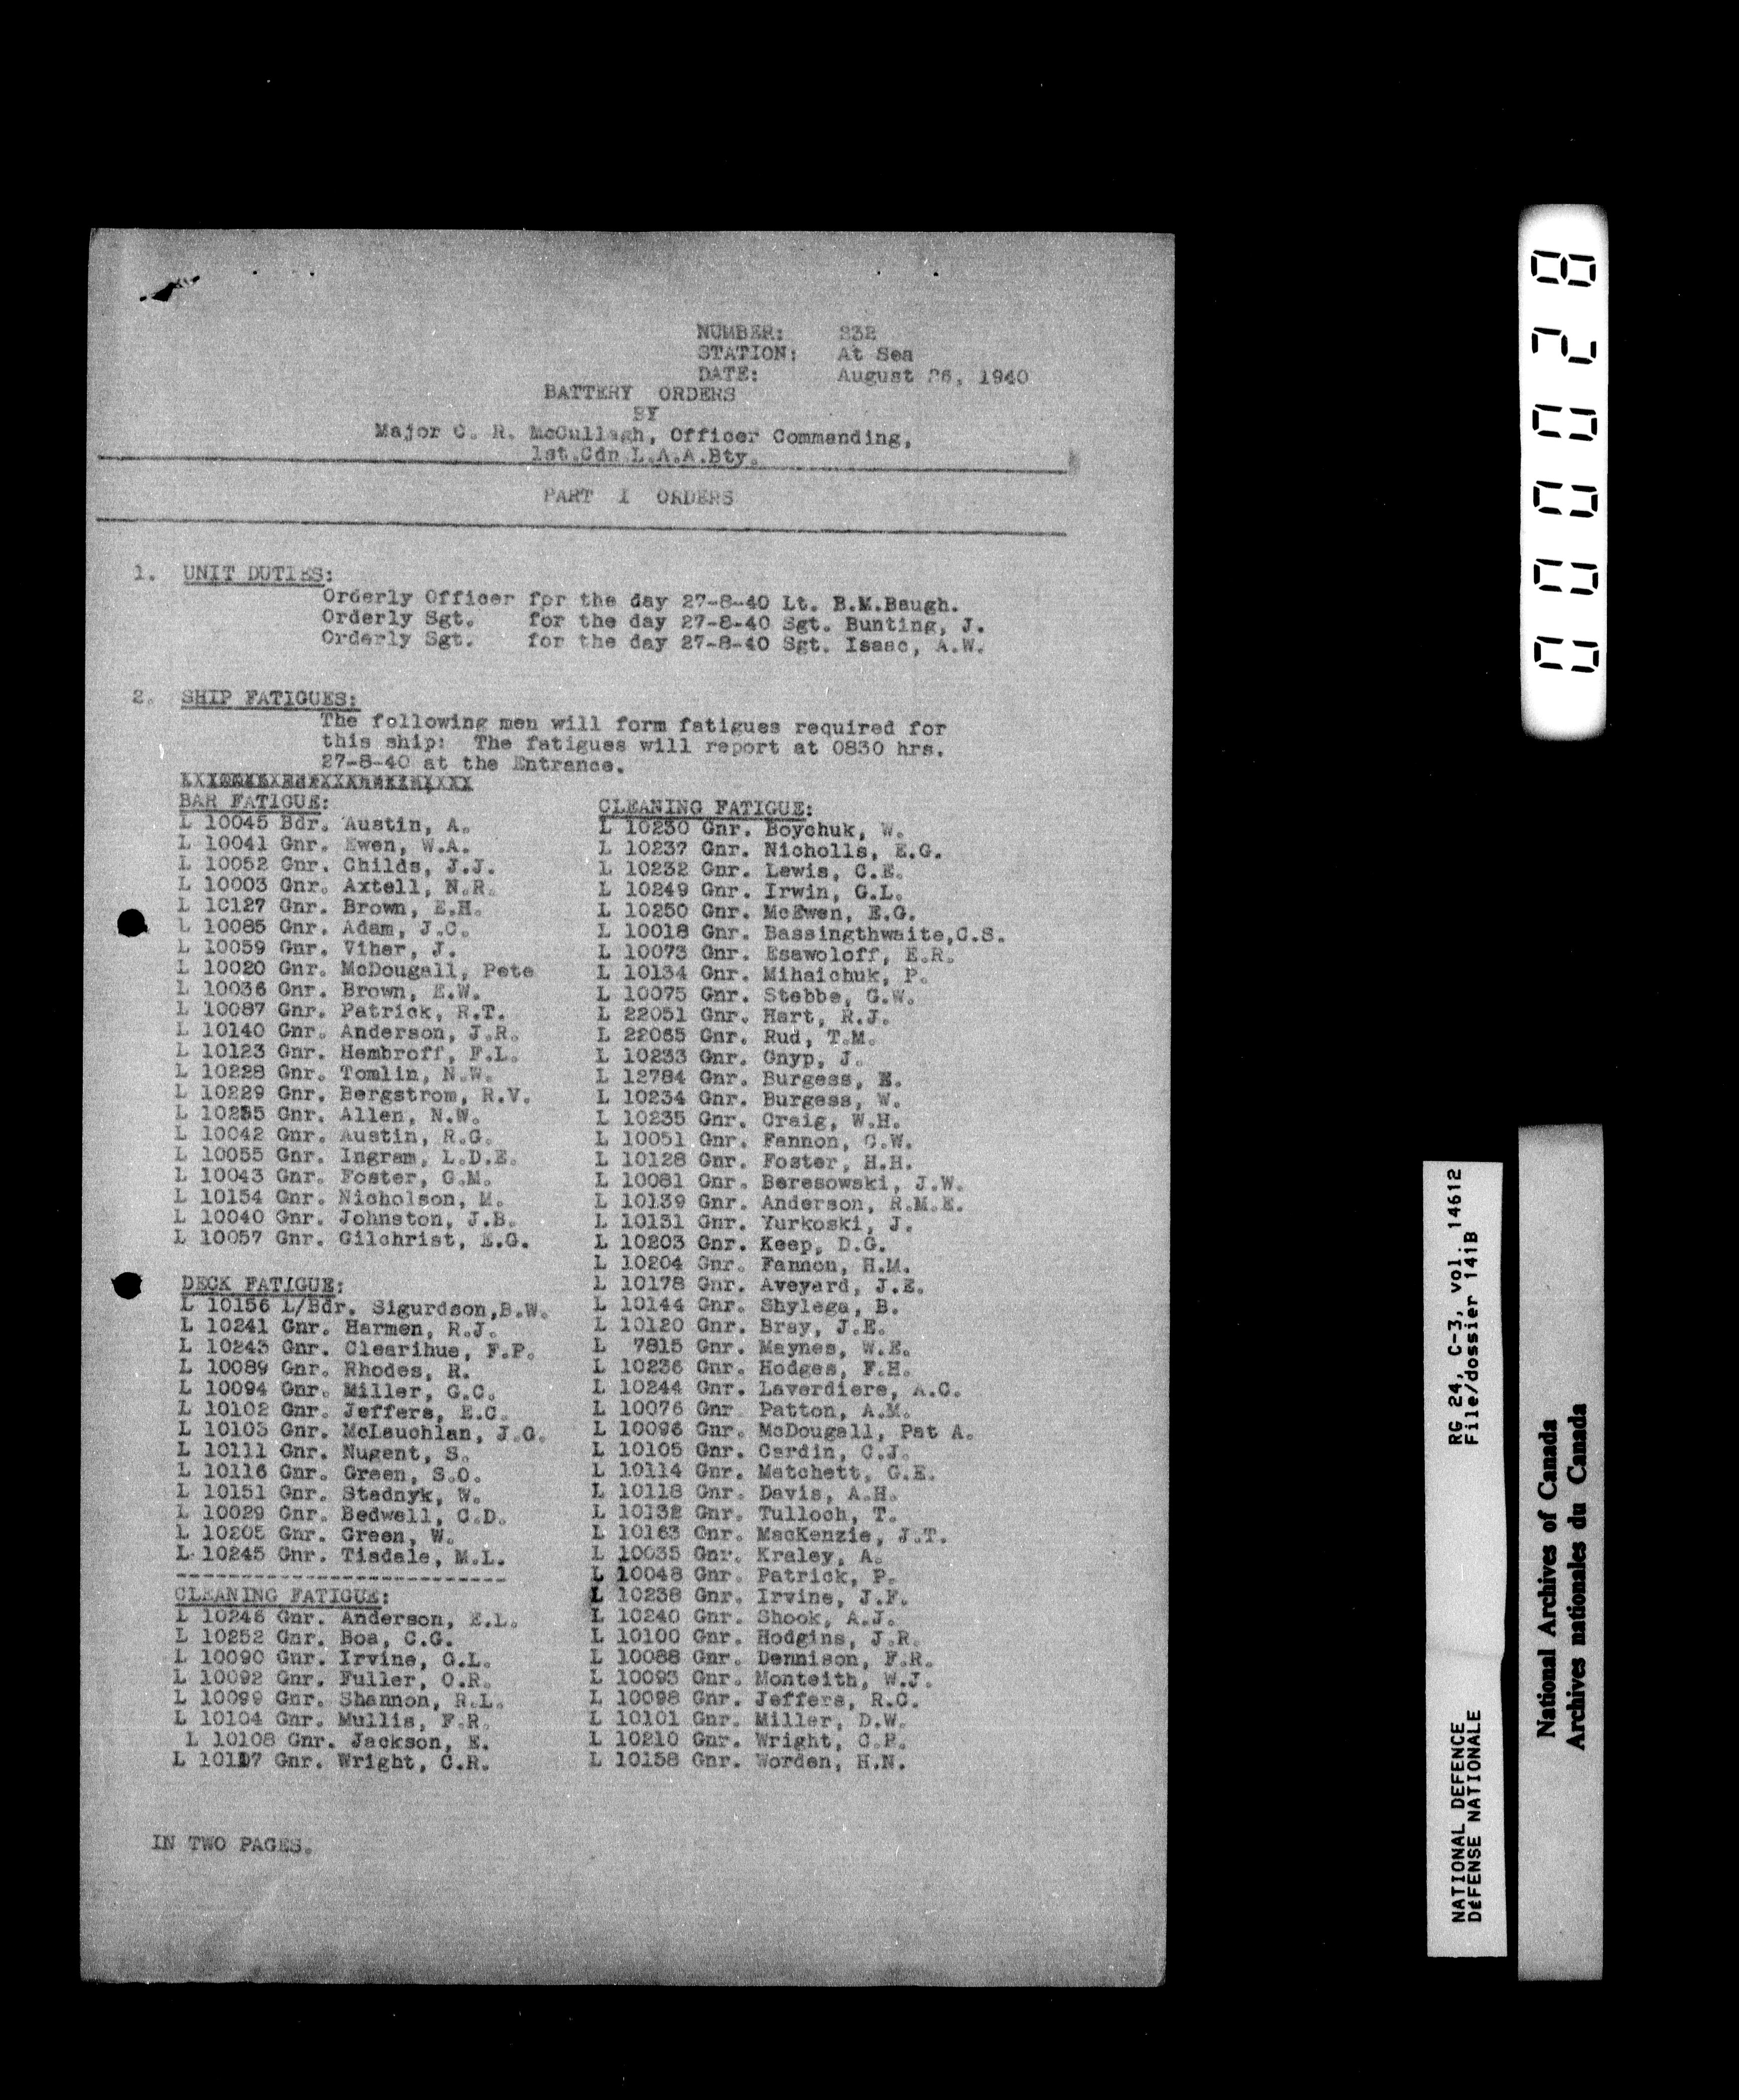 NUMBER: 232
STATION: At Sea
DATE: August 26, 1940
BATTERY ORDERS
BY
Major C. R. McCullagh, Officer Commanding,
1st.Cdn.L.A.A.Bty.
PART I ORDERS
1. UNIT DUTIES:
Orderly Officer for the day 27-8-40 Lt. B.M.Baugh.
Orderly Sgt. for the day 27-8-40 Sgt. Bunting, J.
Orderly Sgt. for the day 27-8-40 Sgt. Isaac, A.W.
2. SHIP FATIGUES:
The following men will form fatigues required for
this ship: The fatigues will report at 0830 hrs.
27-8-40 at the Entrance.
BAR FATIGUE:
L 10045 Bdr. Austin, A.
L 10041 Gnr. Ewen, W.A.
L 10052 Gnr. Childs, J.J.
L 10003 Gnr. Axtell, N.R.
L 10127 Gnr. Brown, E.H.
L 10085 Gnr. Adam, J.C.
L 10059 Gnr. Viher, J.
L 10020 Gnr. McDougall, Pete
L 10036 Gnr. Brown, E.W.
L 10087 Gnr. Patrick, R.T.
L 10140 Gnr. Anderson, J.R.
L 10123 Gnr. Hembroff, F.L.
L 10228 Gnr. Tomlin, N.W.
L 10229 Gnr. Bergstrom, R.V.
L Gnr. Allen, N.W.
L 10042 Gnr. Austin, R.G.
L 10055 Gnr. Ingram, L.D.E.
L 10043 Gnr. Foster, G.M.
L 10154 Gnr. Nicholson, M.
L 10040 Gnr. Johnston, J.B.
L 10057 Gnr. Gilchrist, E.G.
DECK FATIGUE:
L 10156 L/Bdr. Sigurdson,B.W.
L 10241 Gnr. Harmen, R.J.
L 10243 Gnr. Clearihue, F.P.
L 10089 Gnr. Rhodes, R.
L 10094 Gnr. Miller, G.C.
L 10102 Gnr. Jeffers, E.C.
L 10103 Gnr. McLauchlan, J.G.
L 10111 Gnr. Nugent, S.
L 10116 Gnr. Green, S.O.
L 10151 Gnr. Stadnyk, W.
L 10029 Gnr. Bedwell, C.D.
L 10205 Gnr. Green, W.
L 10245 Gnr. Tisdale, M.L.
--------------------------
CLEANING FATIGUE:
L 10246 Gnr. Anderson, E.L.
L 10252 Gnr. Boa, C.G.
L 10090 Gnr. Irvine, G.L.
L 10092 Gnr. Fuller, O.R.
L 10099 Gnr. Shannon, R.L.
L 10104 Gnr. Mullis, F.R.
L 10108 Gnr. Jackson, E.
L Gnr. Wright, C.R.
CLEANING FATIGUE:
L 10230 Gnr. Boychuk, W.
L 10237 Gnr. Nicholls, E.G.
L 10232 Gnr. Lewis, C.E.
L 10249 Gnr. Irwin, G.L.
L 10250 Gnr. McEwen, E.G.
L 10018 Gnr. Bassingthwaite,C.S.
L 10073 Gnr. Esawoloff, E.R.
L 10134 Gnr. Mihaichuk, P.
L 10075 Gnr. Stebbe, G.W.
L 22051 Gnr. Hart, R.J.
L 22065 Gnr. Rud, T.M.
L 10233 Gnr. Gnyp, J.
L 12784 Gnr. Burgess, E.
L 10234 Gnr. Burgess, W.
L 10235 Gnr. Craig, W.H.
L 10051 Gnr. Fannon, C.W.
L 10128 Gnr. Foster, H.H.
L 10081 Gnr. Beresowski, J.W.
L 10139 Gnr. Anderson, R.M.E.
L 10131 Gnr. Yurkoski, J.
L 10203 Gnr. Keep, D.G.
L 10204 Gnr. Fannon, H.M.
L 10178 Gnr. Aveyard, J.E.
L 10144 Gnr. Shylega, B.
L 10120 Gnr. Bray, J.E.
L 7815 Gnr. Maynes, W.E.
L 10236 Gnr. Hodges, F.H.
L 10244 Gnr. Laverdiere, A.C.
L 10076 Gnr. Patton, A.M.
L 10096 Gnr. McDougall, Pat A.
L 10105 Gnr. Cardin, C.J.
L 10114 Gnr. Matchett, G.E.
L 10118 Gnr. Davis, A.H.
L 10132 Gnr. Tulloch, T.
L 10163 Gnr. MacKenzie, J.T.
L 10035 Gnr. Kraley, A.
L 10048 Gnr. Patrick, P.
L 10238 Gnr. Irvine, J.F.
L 10240 Gnr. Shook, A.J.
L 10100 Gnr. Hodgins, J.R.
L 10088 Gnr. Dennison, F.R.
L 10093 Gnr. Monteith, W.J.
L 10098 Gnr. Jeffers, R.C.
L 10101 Gnr. Miller, D.W.
L 10210 Gnr. Wright, C.P.
L 10158 Gnr. Worden, H.N.
IN TWO PAGES.
000028
RG 24, C-3, vol. 14612
File/dossier 141B
NATIONAL DEFENCE
DÉFENSE NATIONALE
National Archives of Canada
Archives nationales du Canada